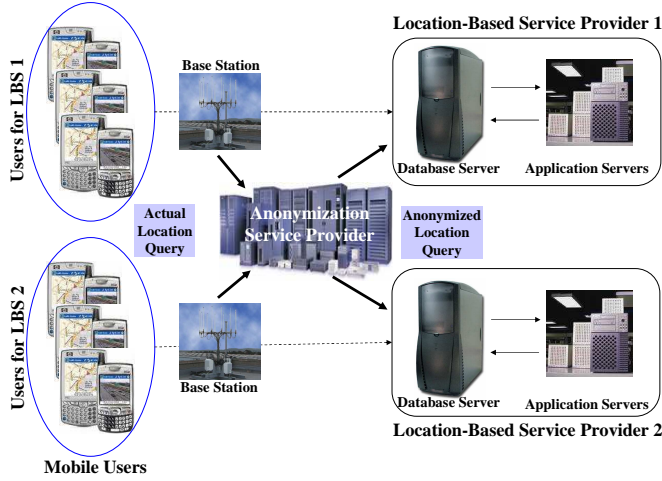 Location-Based Service Provider 1
Users for LBS 1
Base Station
Database Server
Application Servers
Actual
Location
Query
Anonymization
Service Provider
Anonymized
Location
Query
Users for LBS 2
Base Station
Database Server
Application Servers
Location-Based Service Provider 2
Mobile Users